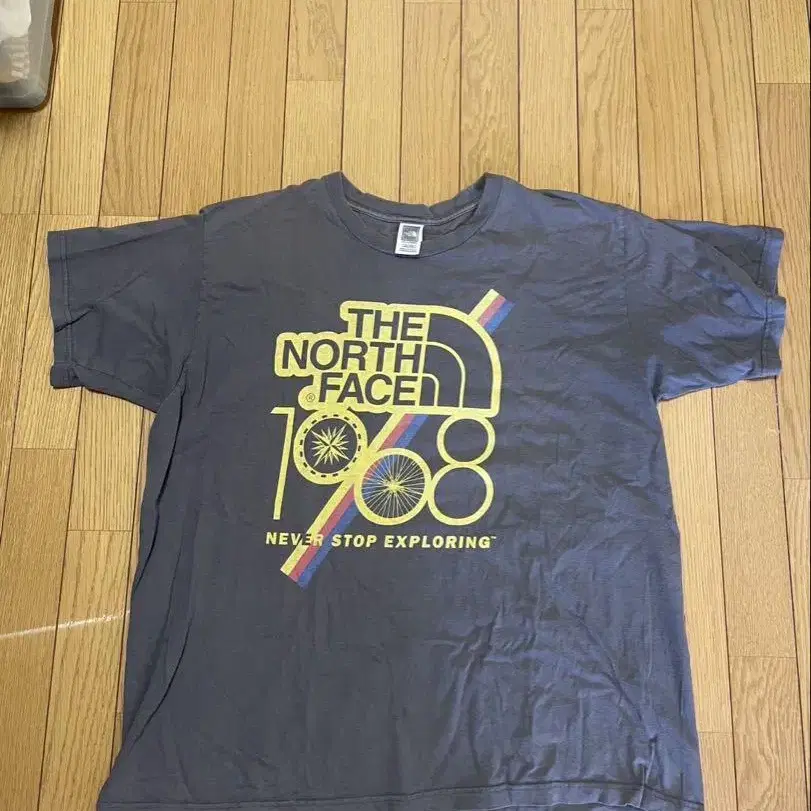 THE
NORTH
FACE®
1968
NEVER STOP EXPLORING™